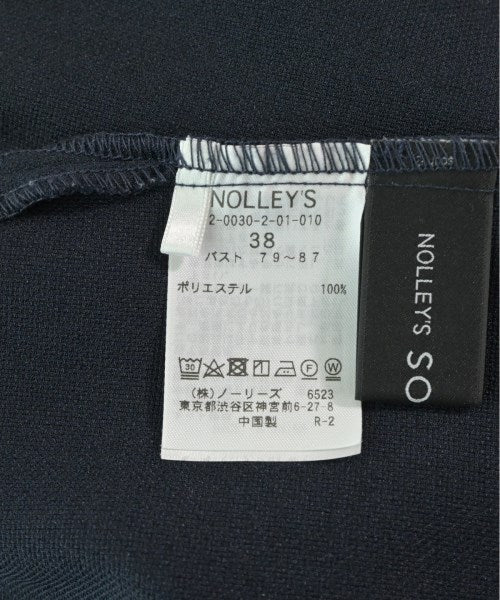 NOLLEY'S
2-0030-2-01-010
38
バスト 79～87
ポリエステル 100%
30 F W
(株)ノーリーズ 6523
東京都渋谷区神宮前6-27-8
中国製 R-2
NOLLEY'S SO